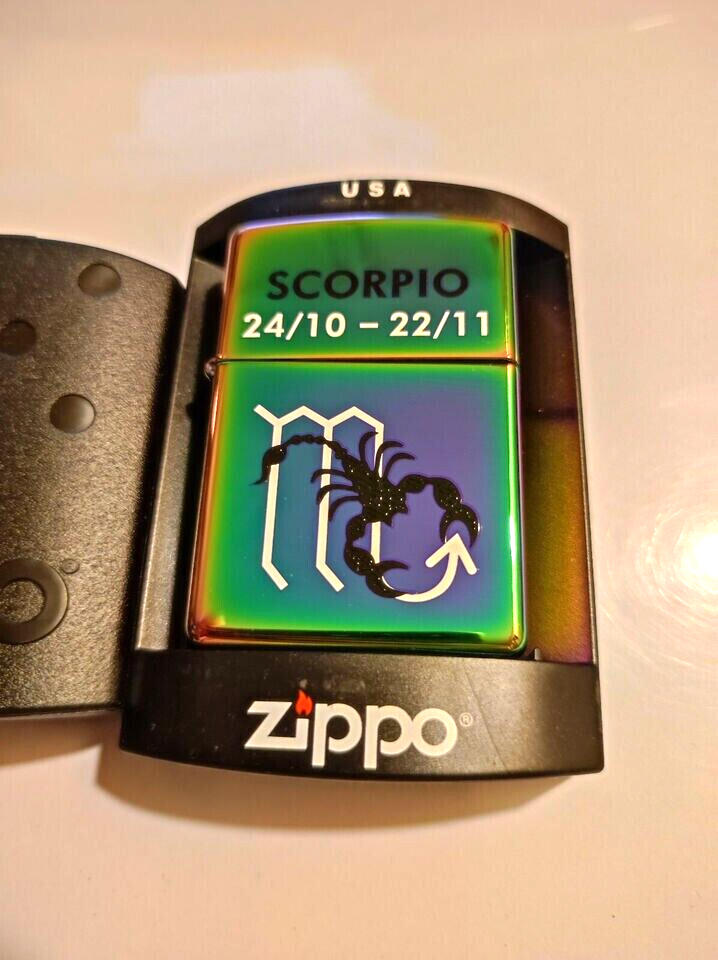 USA
SCORPIO
24/10 – 22/11
zippo®